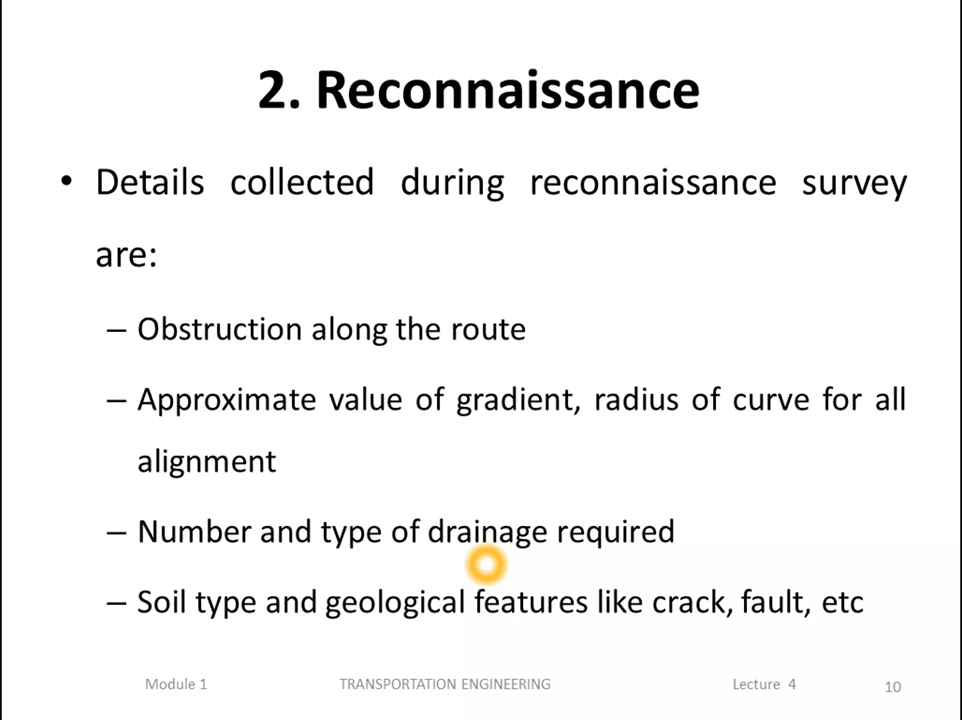 2. Reconnaissance
• Details collected during reconnaissance survey
are:
– Obstruction along the route
– Approximate value of gradient, radius of curve for all
alignment
– Number and type of drainage required
– Soil type and geological features like crack, fault, etc
Module 1 TRANSPORTATION ENGINEERING Lecture 4 10